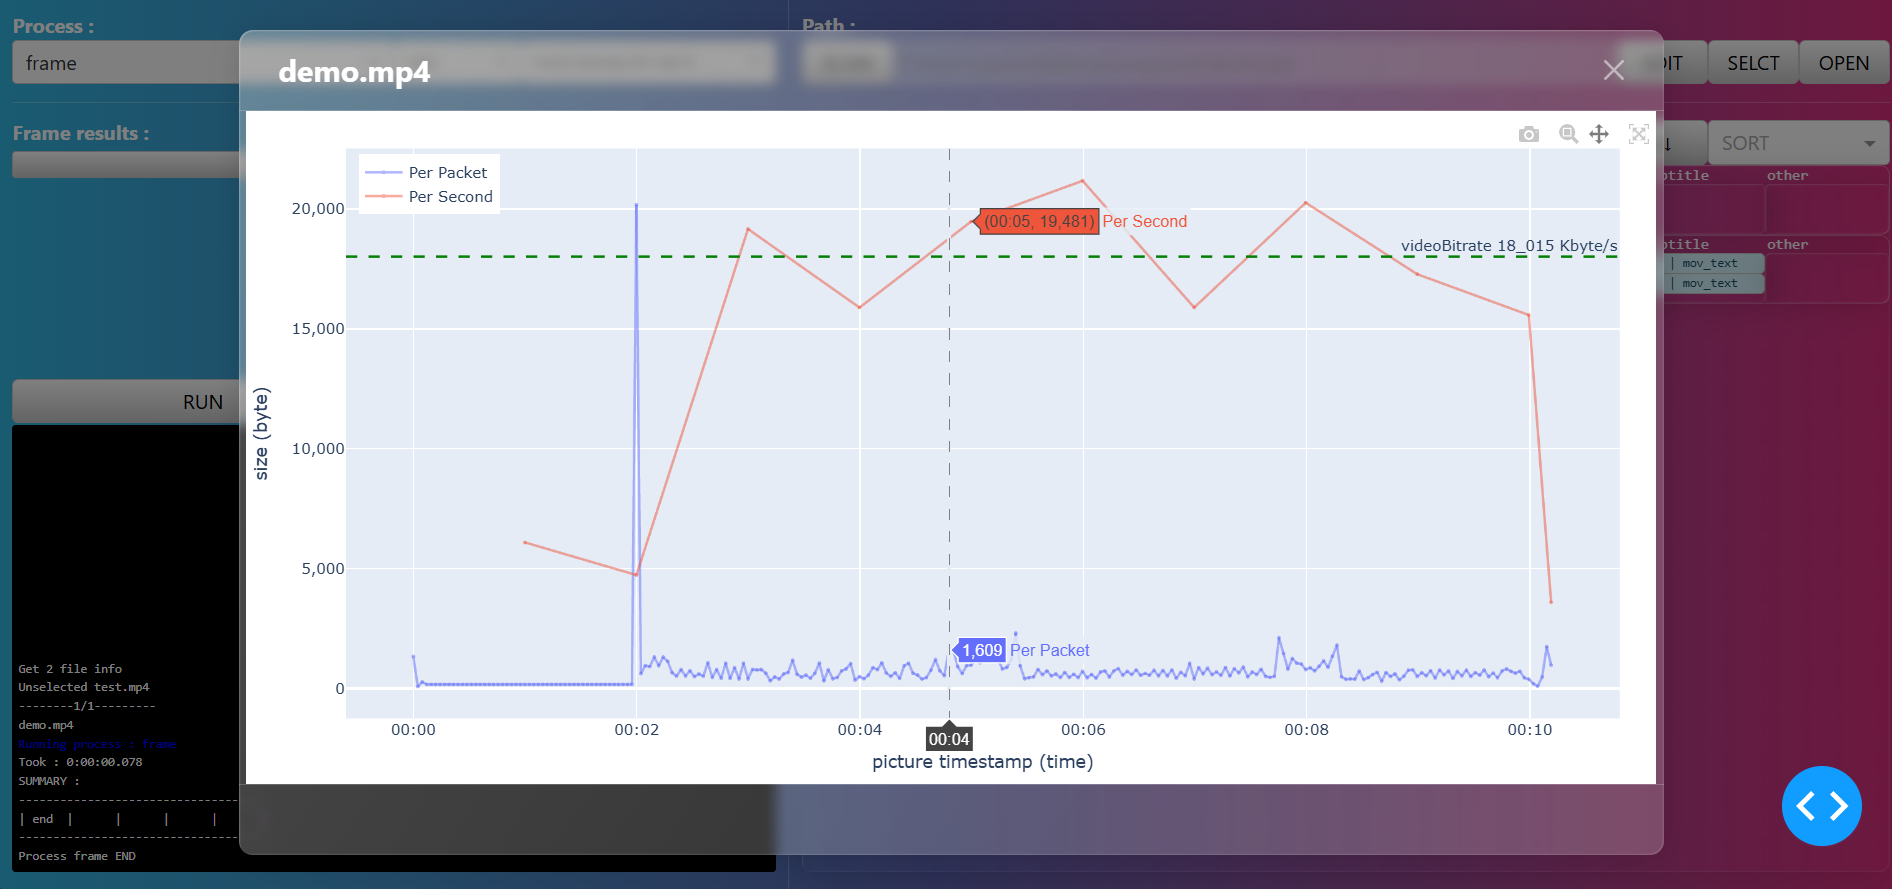 Process :
Path :
frame
demo.mp4
DIT
SELCT
OPEN
Frame results :
↓
SORT
title
other
title
other
| mov_text
| mov_text
RUN
Per Packet
Per Second
20,000
15,000
10,000
5,000
0
size (byte)
(00:05, 19,481) Per Second
videoBitrate 18_015 Kbyte/s
1,609 Per Packet
00:00
00:02
00:04
00:04
00:06
00:08
00:10
picture timestamp (time)
Get 2 file info
Unselected test.mp4
--------1/1---------
demo.mp4
Running process : frame
Took : 0:00:00.078
SUMMARY :
---------------------------------
| end | | | |
---------------------------------
Process frame END